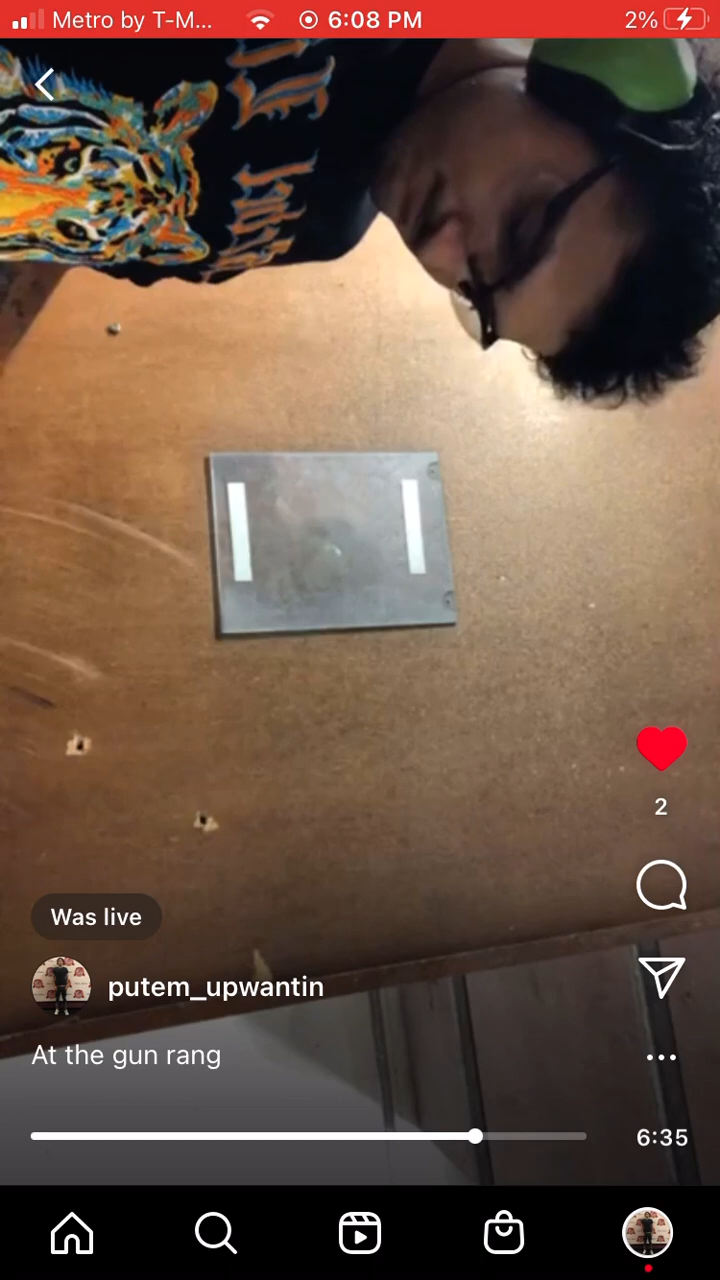 Metro by T-M... 6:08 PM 2%
Was live
putem_upwantin
At the gun rang
2
6:35